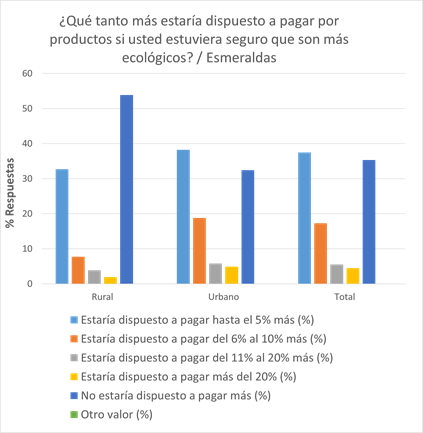 ¿Qué tanto más estaría dispuesto a pagar por
productos si usted estuviera seguro que son más
ecológicos? / Esmeraldas
% Respuestas
60
50
40
30
20
10
0
Rural
Urbano
Total
Estaría dispuesto a pagar hasta el 5% más (%)
Estaría dispuesto a pagar del 6% al 10% más (%)
Estaría dispuesto a pagar del 11% al 20% más (%)
Estaría dispuesto a pagar más del 20% (%)
No estaría dispuesto a pagar más (%)
Otro valor (%)